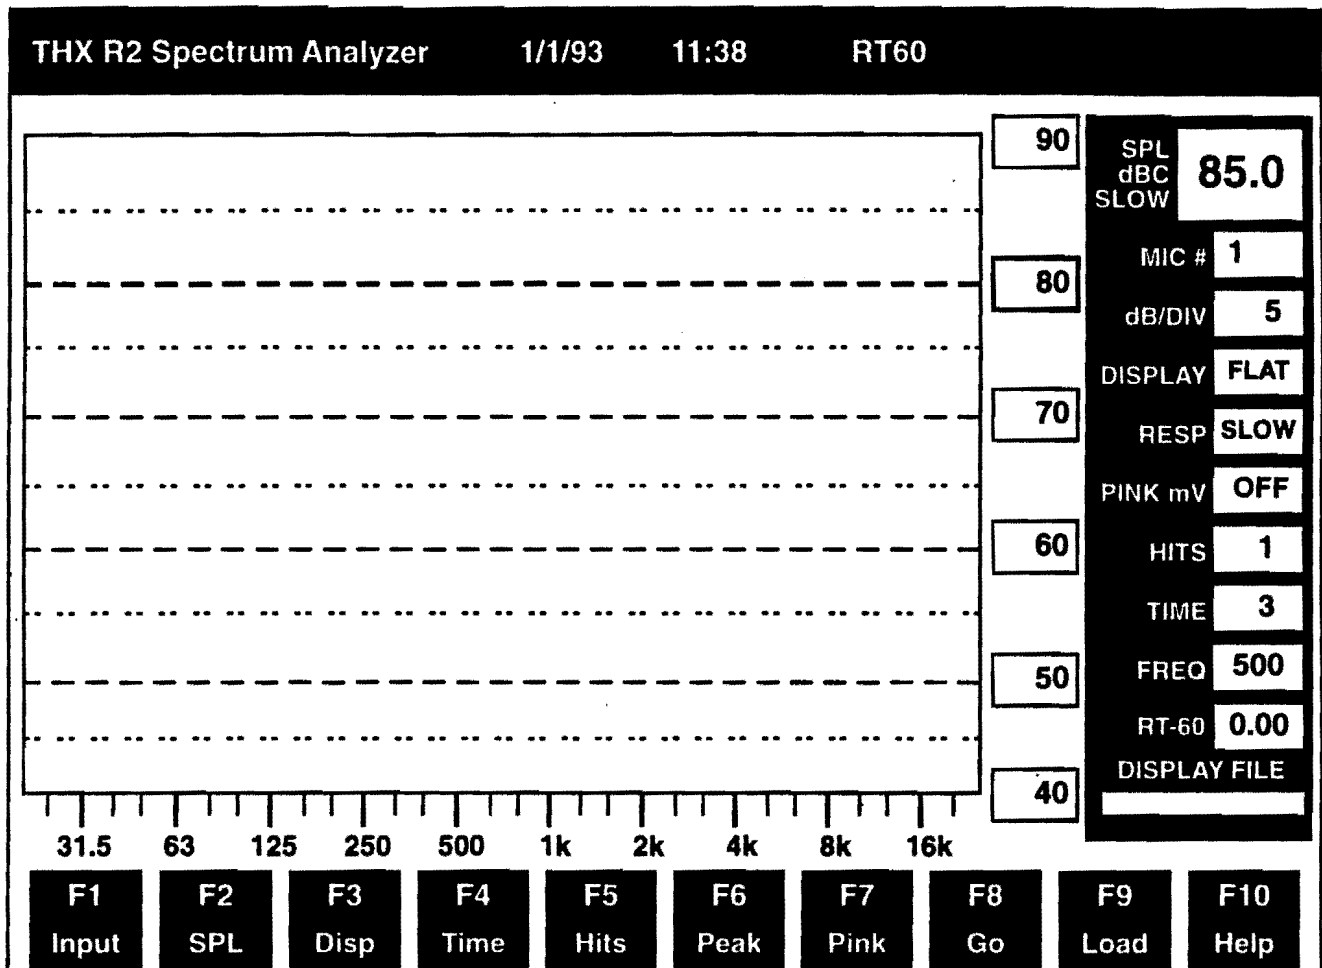 THX R2 Spectrum Analyzer 1/1/93 11:38 RT60
90
80
70
60
50
40
SPL
dBC
SLOW
85.0
MIC # 1
dB/DIV 5
DISPLAY FLAT
RESP SLOW
PINK mV OFF
HITS 1
TIME 3
FREQ 500
RT-60 0.00
DISPLAY FILE
31.5 63 125 250 500 1k 2k 4k 8k 16k
F1 F2 F3 F4 F5 F6 F7 F8 F9 F10
Input SPL Disp Time Hits Peak Pink Go Load Help